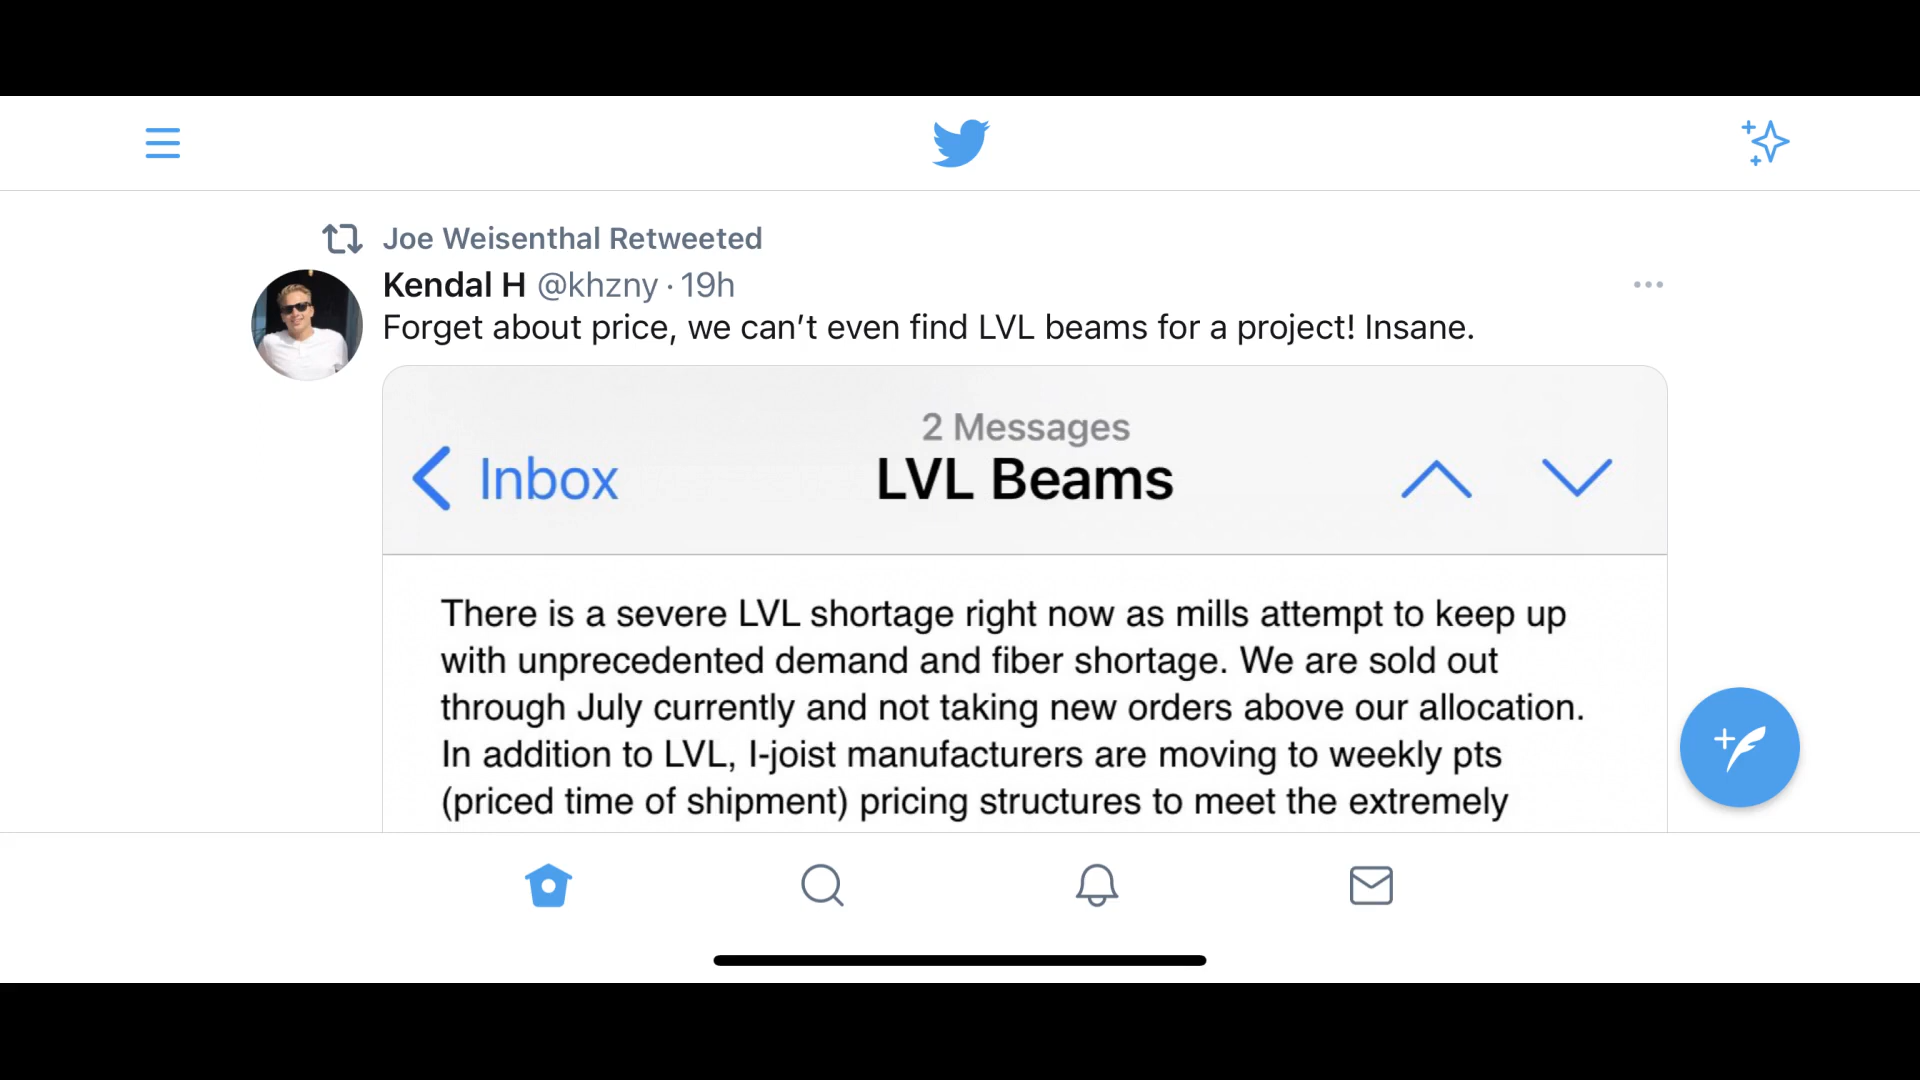 Joe Weisenthal Retweeted
Kendal H @khzny · 19h
Forget about price, we can’t even find LVL beams for a project! Insane.
2 Messages
Inbox
LVL Beams
There is a severe LVL shortage right now as mills attempt to keep up
with unprecedented demand and fiber shortage. We are sold out
through July currently and not taking new orders above our allocation.
In addition to LVL, I-joist manufacturers are moving to weekly pts
(priced time of shipment) pricing structures to meet the extremely